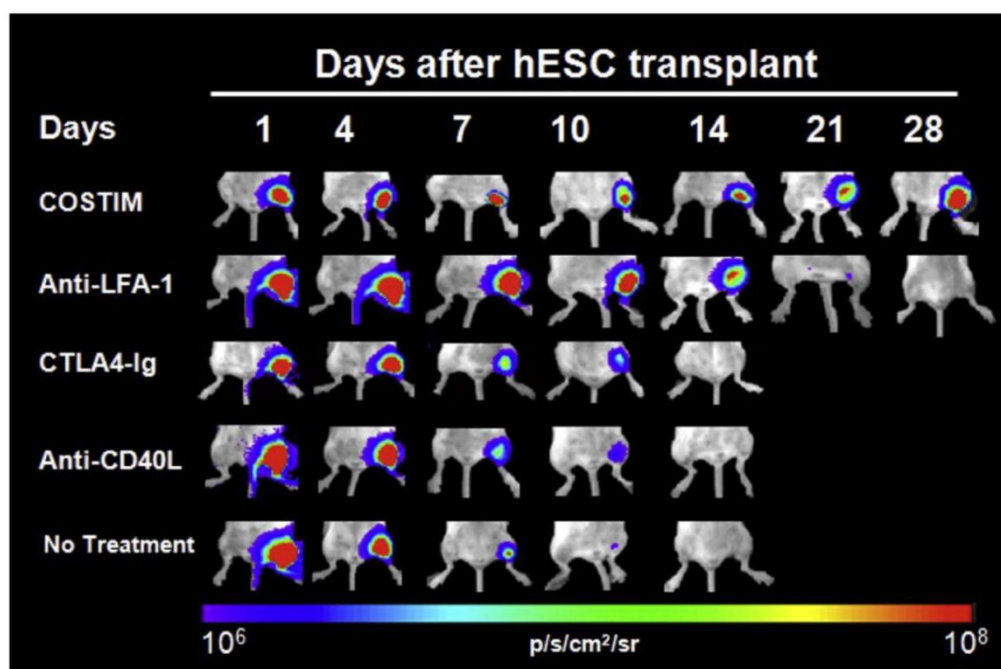 Days after hESC transplant
Days 1 4 7 10 14 21 28
COSTIM
Anti-LFA-1
CTLA4-Ig
Anti-CD40L
No Treatment
10⁶ p/s/cm²/sr 10⁸